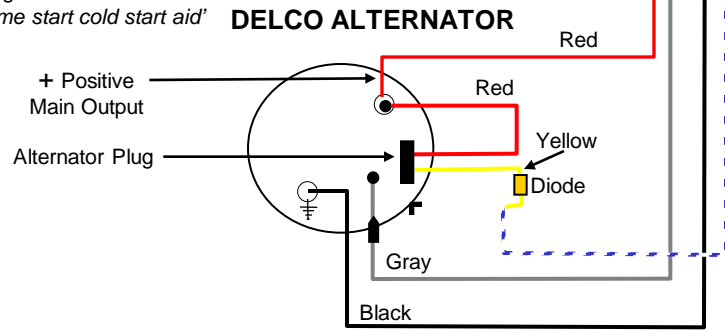 me start cold start aid’
DELCO ALTERNATOR
Red
+ Positive
Main Output
Red
Alternator Plug
Yellow
Diode
Gray
Black